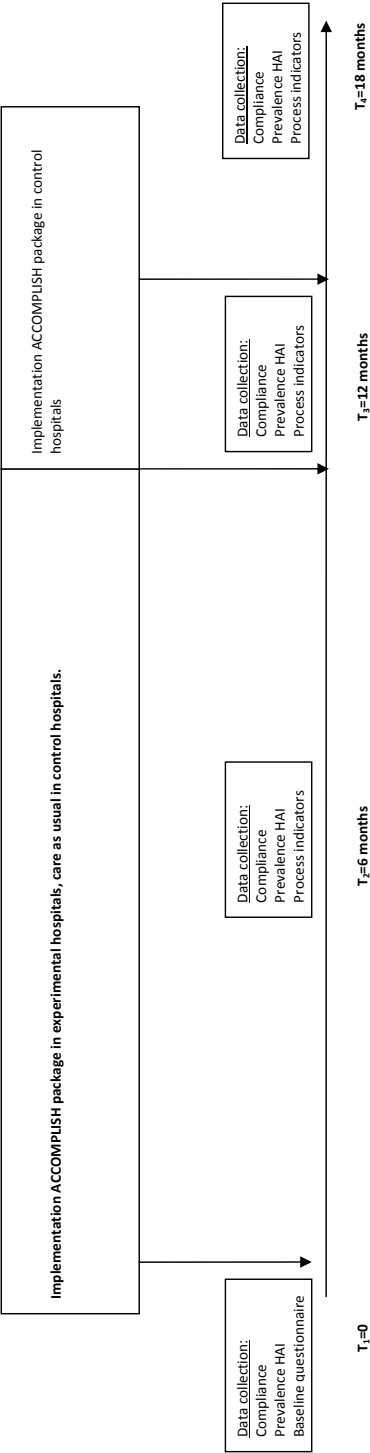 Implementation ACCOMPLISH package in experimental hospitals, care as usual in control hospitals.
Implementation ACCOMPLISH package in control
hospitals
Data collection:
Compliance
Prevalence HAI
Baseline questionnaire
Data collection:
Compliance
Prevalence HAI
Process indicators
Data collection:
Compliance
Prevalence HAI
Process indicators
Data collection:
Compliance
Prevalence HAI
Process indicators
T₁=0
T₂=6 months
T₃=12 months
T₄=18 months